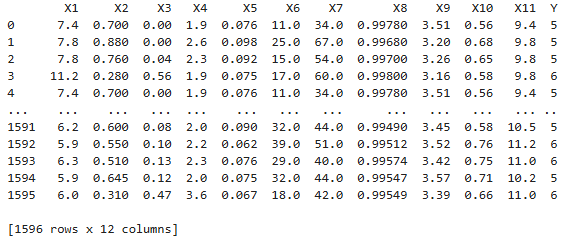 X1 X2 X3 X4 X5 X6 X7 X8 X9 X10 X11 Y
0 7.4 0.700 0.00 1.9 0.076 11.0 34.0 0.99780 3.51 0.56 9.4 5
1 7.8 0.880 0.00 2.6 0.098 25.0 67.0 0.99680 3.20 0.68 9.8 5
2 7.8 0.760 0.04 2.3 0.092 15.0 54.0 0.99700 3.26 0.65 9.8 5
3 11.2 0.280 0.56 1.9 0.075 17.0 60.0 0.99800 3.16 0.58 9.8 6
4 7.4 0.700 0.00 1.9 0.076 11.0 34.0 0.99780 3.51 0.56 9.4 5
... ... ... ... ... ... ... ... ... ... ... ... ..
1591 6.2 0.600 0.08 2.0 0.090 32.0 44.0 0.99490 3.45 0.58 10.5 5
1592 5.9 0.550 0.10 2.2 0.062 39.0 51.0 0.99512 3.52 0.76 11.2 6
1593 6.3 0.510 0.13 2.3 0.076 29.0 40.0 0.99574 3.42 0.75 11.0 6
1594 5.9 0.645 0.12 2.0 0.075 32.0 44.0 0.99547 3.57 0.71 10.2 5
1595 6.0 0.310 0.47 3.6 0.067 18.0 42.0 0.99549 3.39 0.66 11.0 6
[1596 rows x 12 columns]